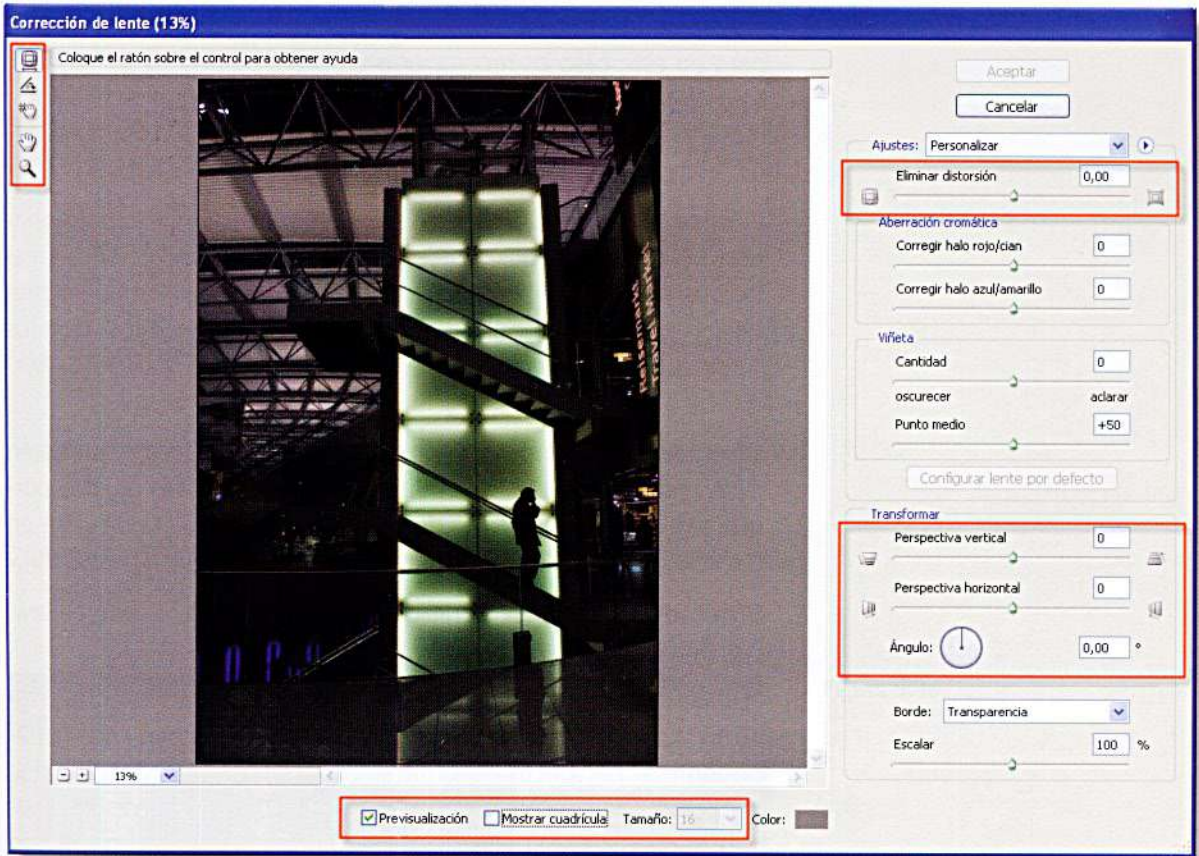 Corrección de lente (13%)
Coloque el ratón sobre el control para obtener ayuda
Aceptar
Cancelar
Ajustes: Personalizar
Eliminar distorsión 0,00
Aberración cromática
Corregir halo rojo/cian 0
Corregir halo azul/amarillo 0
Viñeta
Cantidad 0
oscurecer aclarar
Punto medio +50
Configurar lente por defecto
Transformar
Perspectiva vertical 0
Perspectiva horizontal 0
Ángulo: 0,00 °
Borde: Transparencia
Escalar 100 %
Reisemarkt
Travel Market
- + 13%
Previsualización Mostrar cuadrícula Tamaño: 16 Color: